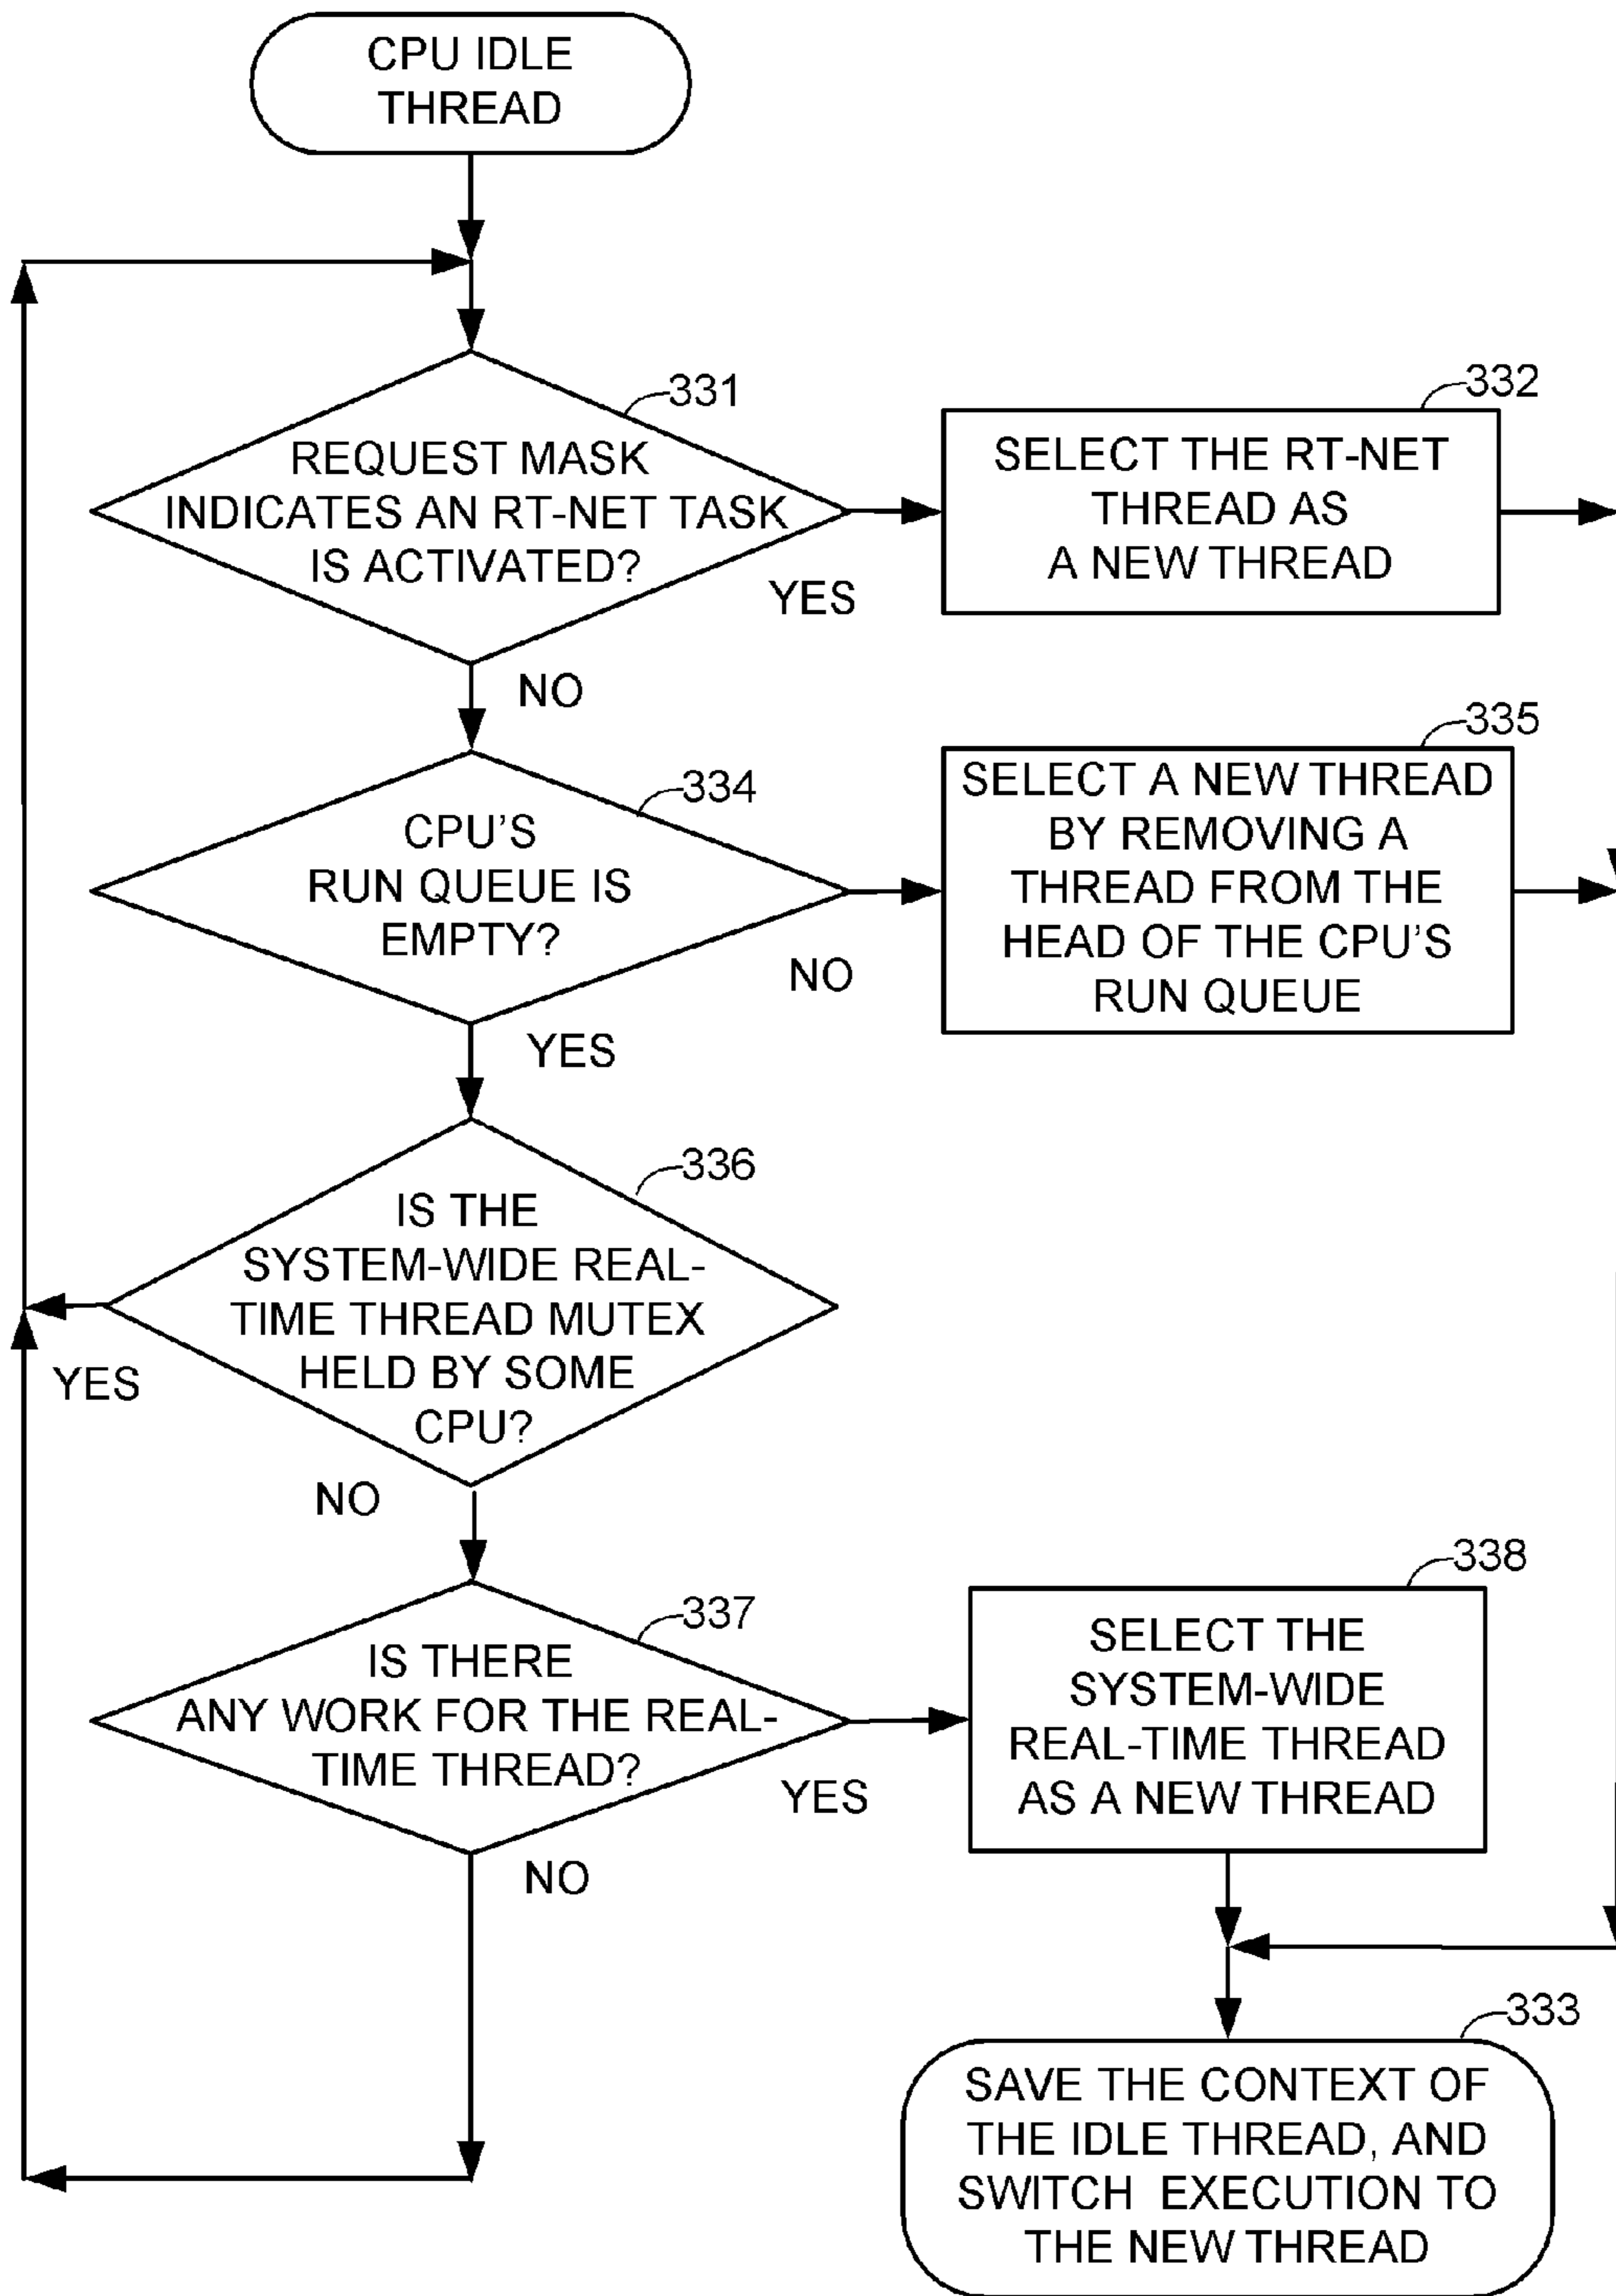 CPU IDLE
THREAD
331
REQUEST MASK
INDICATES AN RT-NET TASK
IS ACTIVATED?
YES
NO
332
SELECT THE RT-NET
THREAD AS
A NEW THREAD
334
CPU'S
RUN QUEUE IS
EMPTY?
NO
YES
335
SELECT A NEW THREAD
BY REMOVING A
THREAD FROM THE
HEAD OF THE CPU'S
RUN QUEUE
336
IS THE
SYSTEM-WIDE REAL-
TIME THREAD MUTEX
HELD BY SOME
CPU?
YES
NO
337
IS THERE
ANY WORK FOR THE REAL-
TIME THREAD?
YES
NO
338
SELECT THE
SYSTEM-WIDE
REAL-TIME THREAD
AS A NEW THREAD
333
SAVE THE CONTEXT OF
THE IDLE THREAD, AND
SWITCH EXECUTION TO
THE NEW THREAD